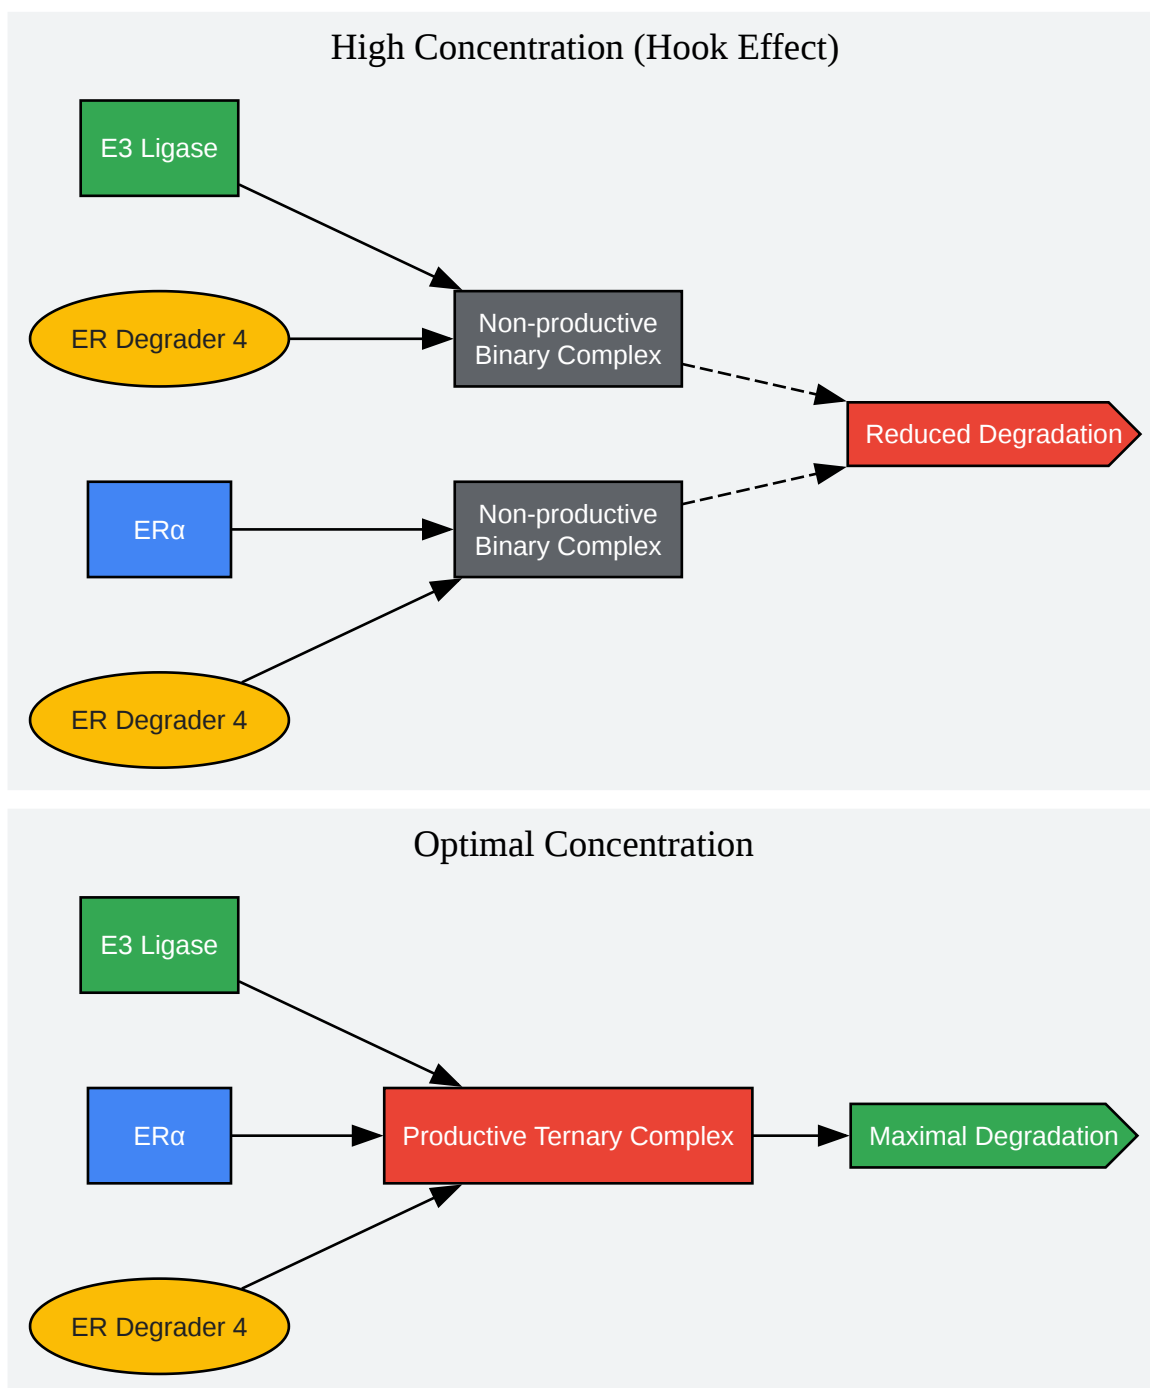 High Concentration (Hook Effect)
E3 Ligase
ER Degrader 4
Non-productive
Binary Complex
Reduced Degradation
ERα
Non-productive
Binary Complex
ER Degrader 4
Optimal Concentration
E3 Ligase
ERα
Productive Ternary Complex
Maximal Degradation
ER Degrader 4